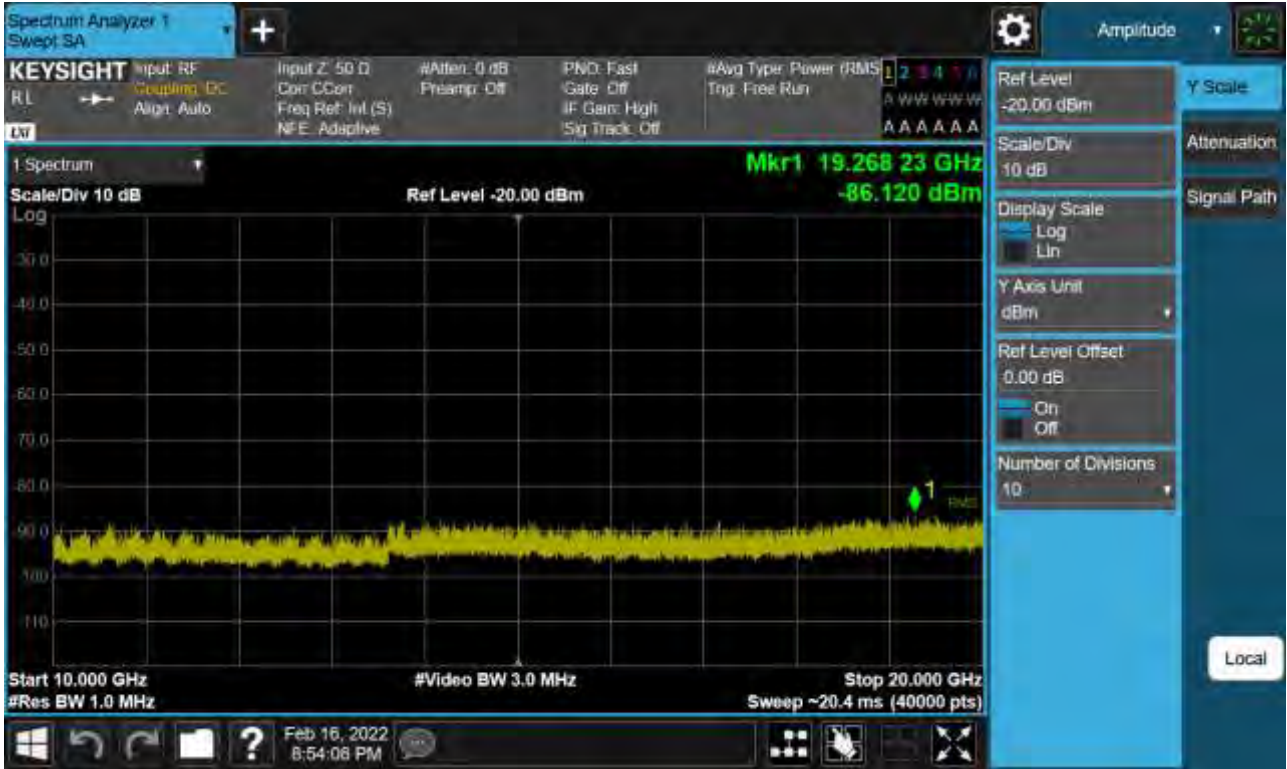 Spectrum Analyzer 1
Swept SA
+
Amplitude
KEYSIGHT
RL
LXI
Input: RF
Coupling: DC
Align: Auto
Input Z: 50 Ω
Corr CCorr
Freq Ref: Int (S)
NFE: Adaptive
#Atten: 0 dB
Preamp: Off
PNO: Fast
Gate: Off
IF Gain: High
Sig Track: Off
#Avg Type: Power (RMS
Trig: Free Run
1 2 3 4 5 6
A W W W W W
A A A A A A
1 Spectrum
Mkr1 19.268 23 GHz
Scale/Div 10 dB
Ref Level -20.00 dBm
-86.120 dBm
Log
-30.0
-40.0
-50.0
-60.0
-70.0
-80.0
1
RMS
-90.0
-100
-110
Start 10.000 GHz
#Video BW 3.0 MHz
Stop 20.000 GHz
#Res BW 1.0 MHz
Sweep ~20.4 ms (40000 pts)
Ref Level
-20.00 dBm
Scale/Div
10 dB
Display Scale
Log
Lin
Y Axis Unit
dBm
Ref Level Offset
0.00 dB
On
Off
Number of Divisions
10
Y Scale
Attenuation
Signal Path
Local
?
Feb 16, 2022
8:54:06 PM